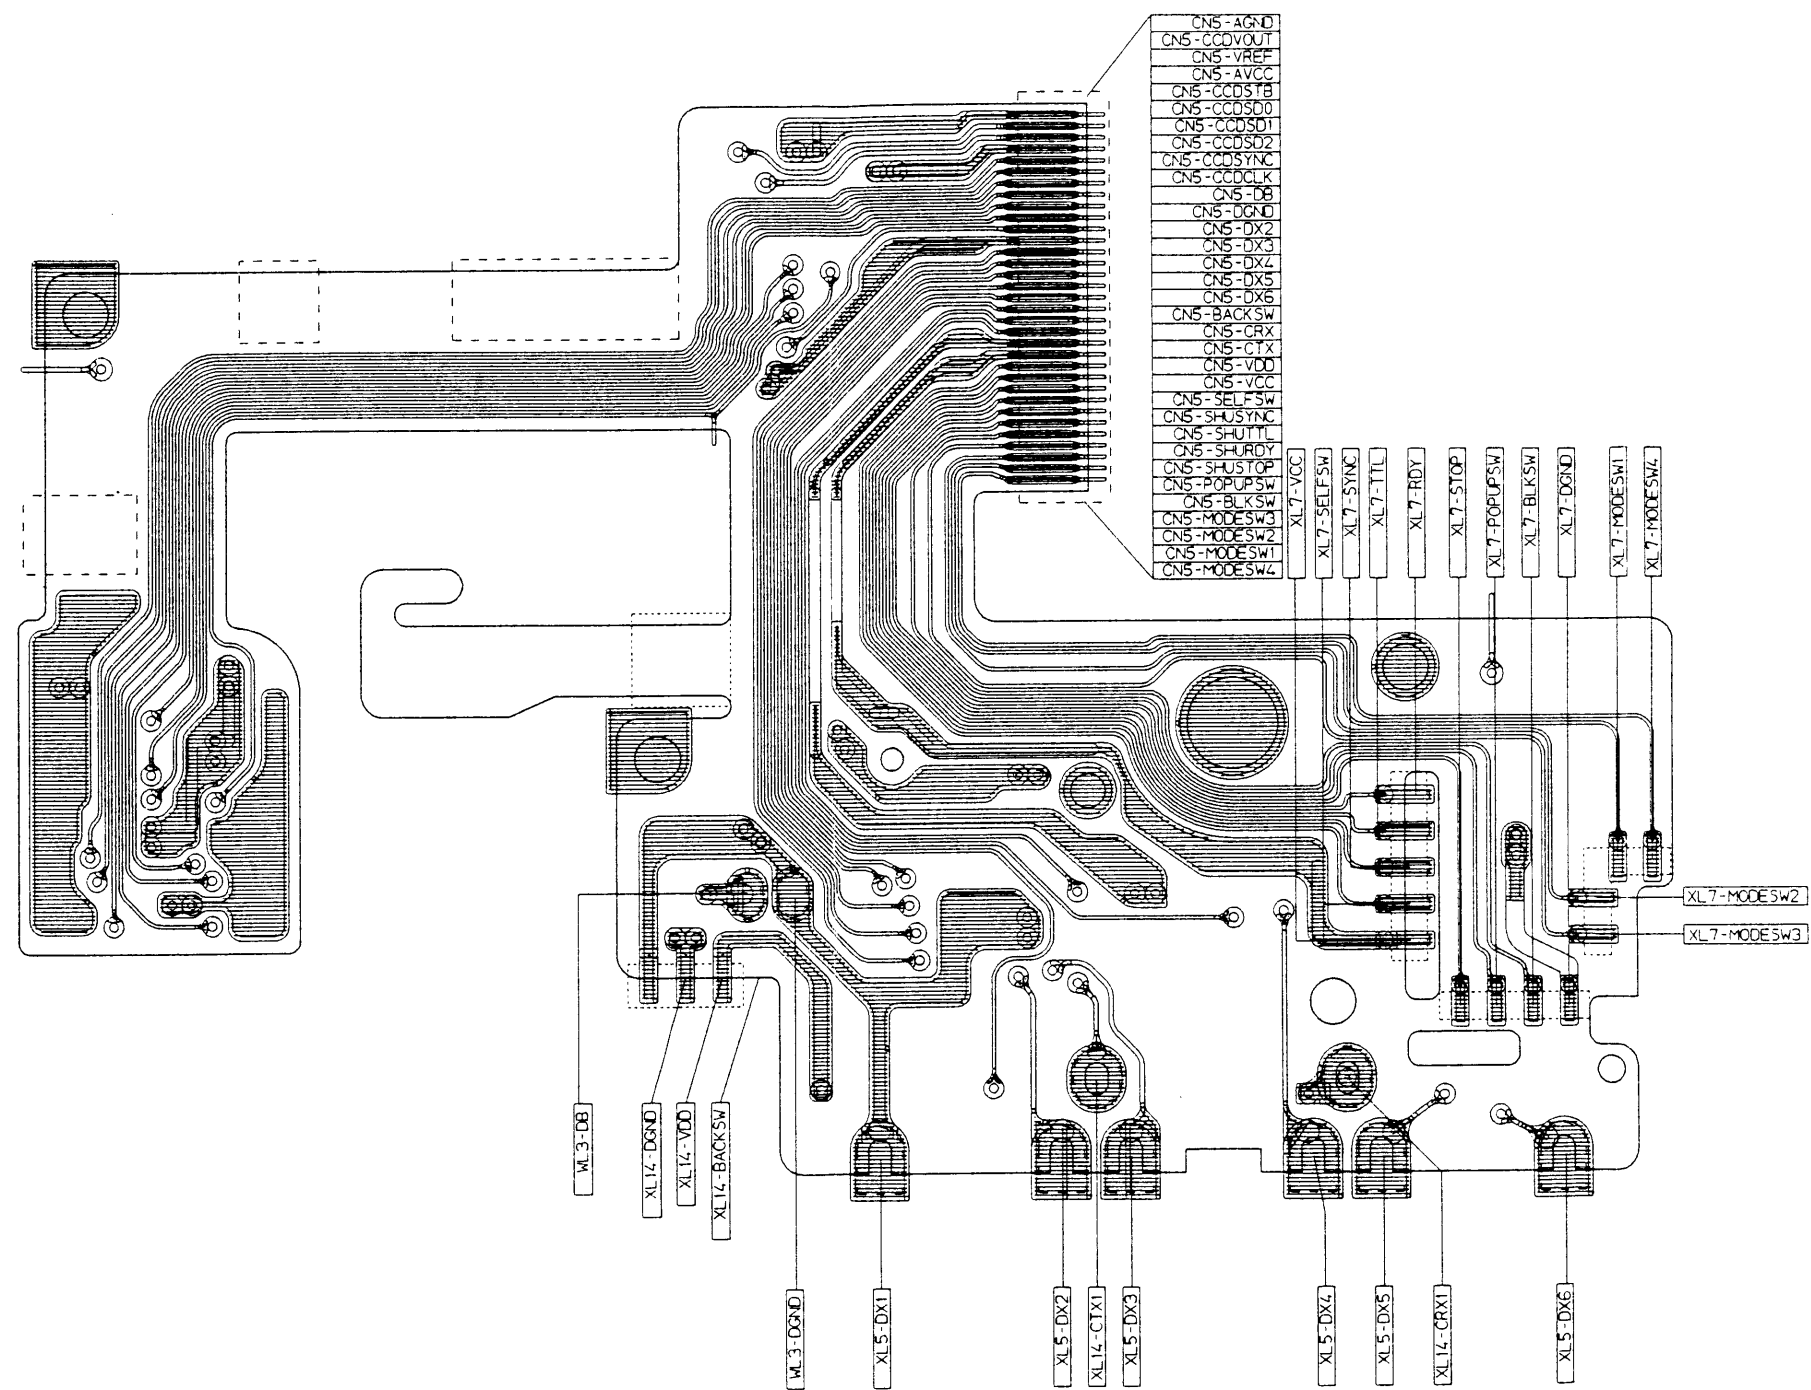 CN5-AGND
CN5-CCDVOUT
CN5-VREF
CN5-AVCC
CN5-CCDSTB
CN5-CCDSD0
CN5-CCDSD1
CN5-CCDSD2
CN5-CCDSYNC
CN5-CCDCLK
CN5-DB
CN5-DGND
CN5-DX2
CN5-DX3
CN5-DX4
CN5-DX5
CN5-DX6
CN5-BACKSW
CN5-CRX
CN5-CTX
CN5-VDD
CN5-VCC
CN5-SELFSW
CN5-SHUSYNC
CN5-SHUTTL
CN5-SHURDY
CN5-SHUSTOP
CN5-POPUPSW
CN5-BLKSW
CN5-MODESW3
CN5-MODESW2
CN5-MODESW1
CN5-MODESW4
XL7-VCC
XL7-SELFSW
XL7-SYNC
XL7-TTL
XL7-RDY
XL7-STOP
XL7-POPUPSW
XL7-BLKSW
XL7-DGND
XL7-MODESW1
XL7-MODESW4
XL7-MODESW2
XL7-MODESW3
WL3-DB
XL14-DGND
XL14-VDD
XL14-BACKSW
WL3-DGND
XL5-DX1
XL5-DX2
XL14-CTX1
XL5-DX3
XL5-DX4
XL5-DX5
XL14-CRX1
XL5-DX6